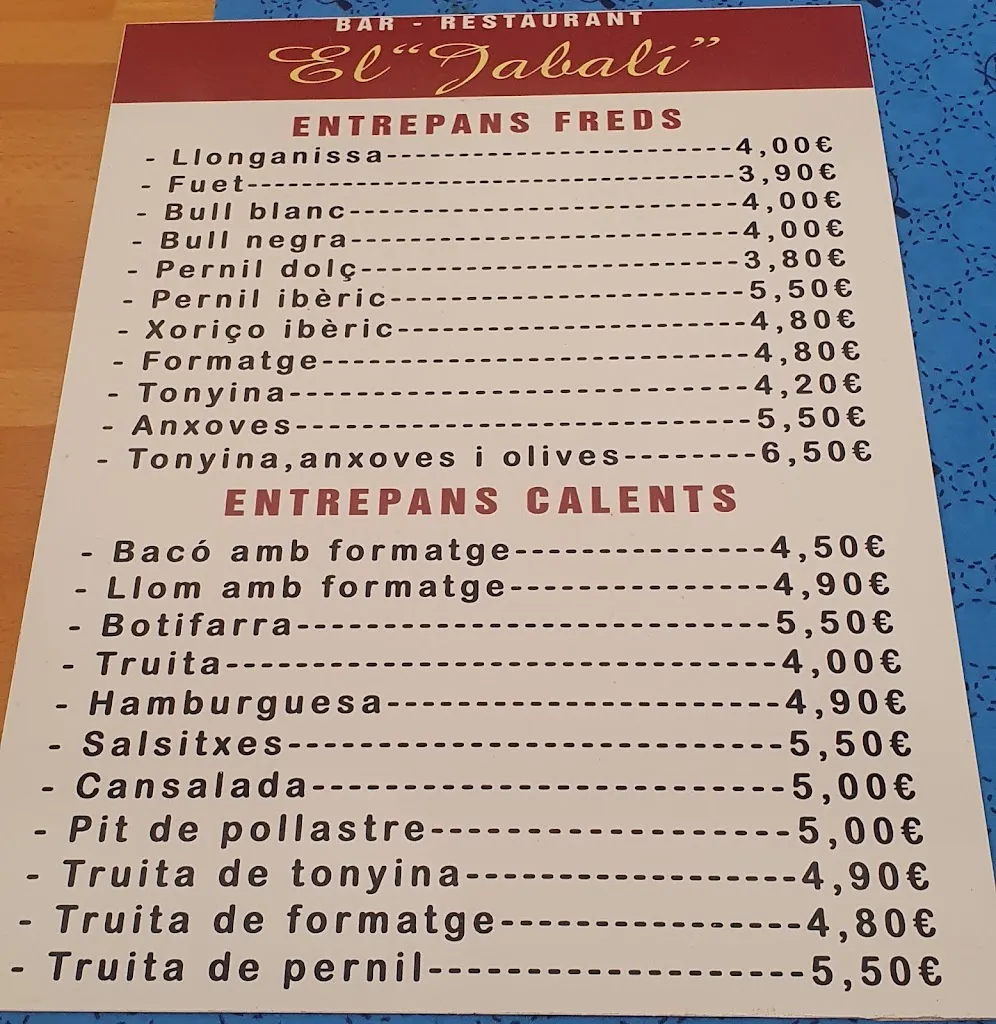 BAR - RESTAURANT
El “Jabalí”
ENTREPANS FREDS
- Llonganissa----------------------------4,00€
- Fuet---------------------------------------3,90€
- Bull blanc-------------------------------4,00€
- Bull negra-------------------------------4,00€
- Pernil dolç------------------------------3,80€
- Pernil ibèric----------------------------5,50€
- Xoriço ibèric---------------------------4,80€
- Formatge--------------------------------4,80€
- Tonyina----------------------------------4,20€
- Anxoves---------------------------------5,50€
- Tonyina,anxoves i olives--------6,50€
ENTREPANS CALENTS
- Bacó amb formatge----------------4,50€
- Llom amb formatge----------------4,90€
- Botifarra-----------------------------5,50€
- Truita---------------------------------4,00€
- Hamburguesa-----------------------4,90€
- Salsitxes----------------------------5,50€
- Cansalada---------------------------5,00€
- Pit de pollastre--------------------5,00€
- Truita de tonyina------------------4,90€
- Truita de formatge----------------4,80€
- Truita de pernil--------------------5,50€